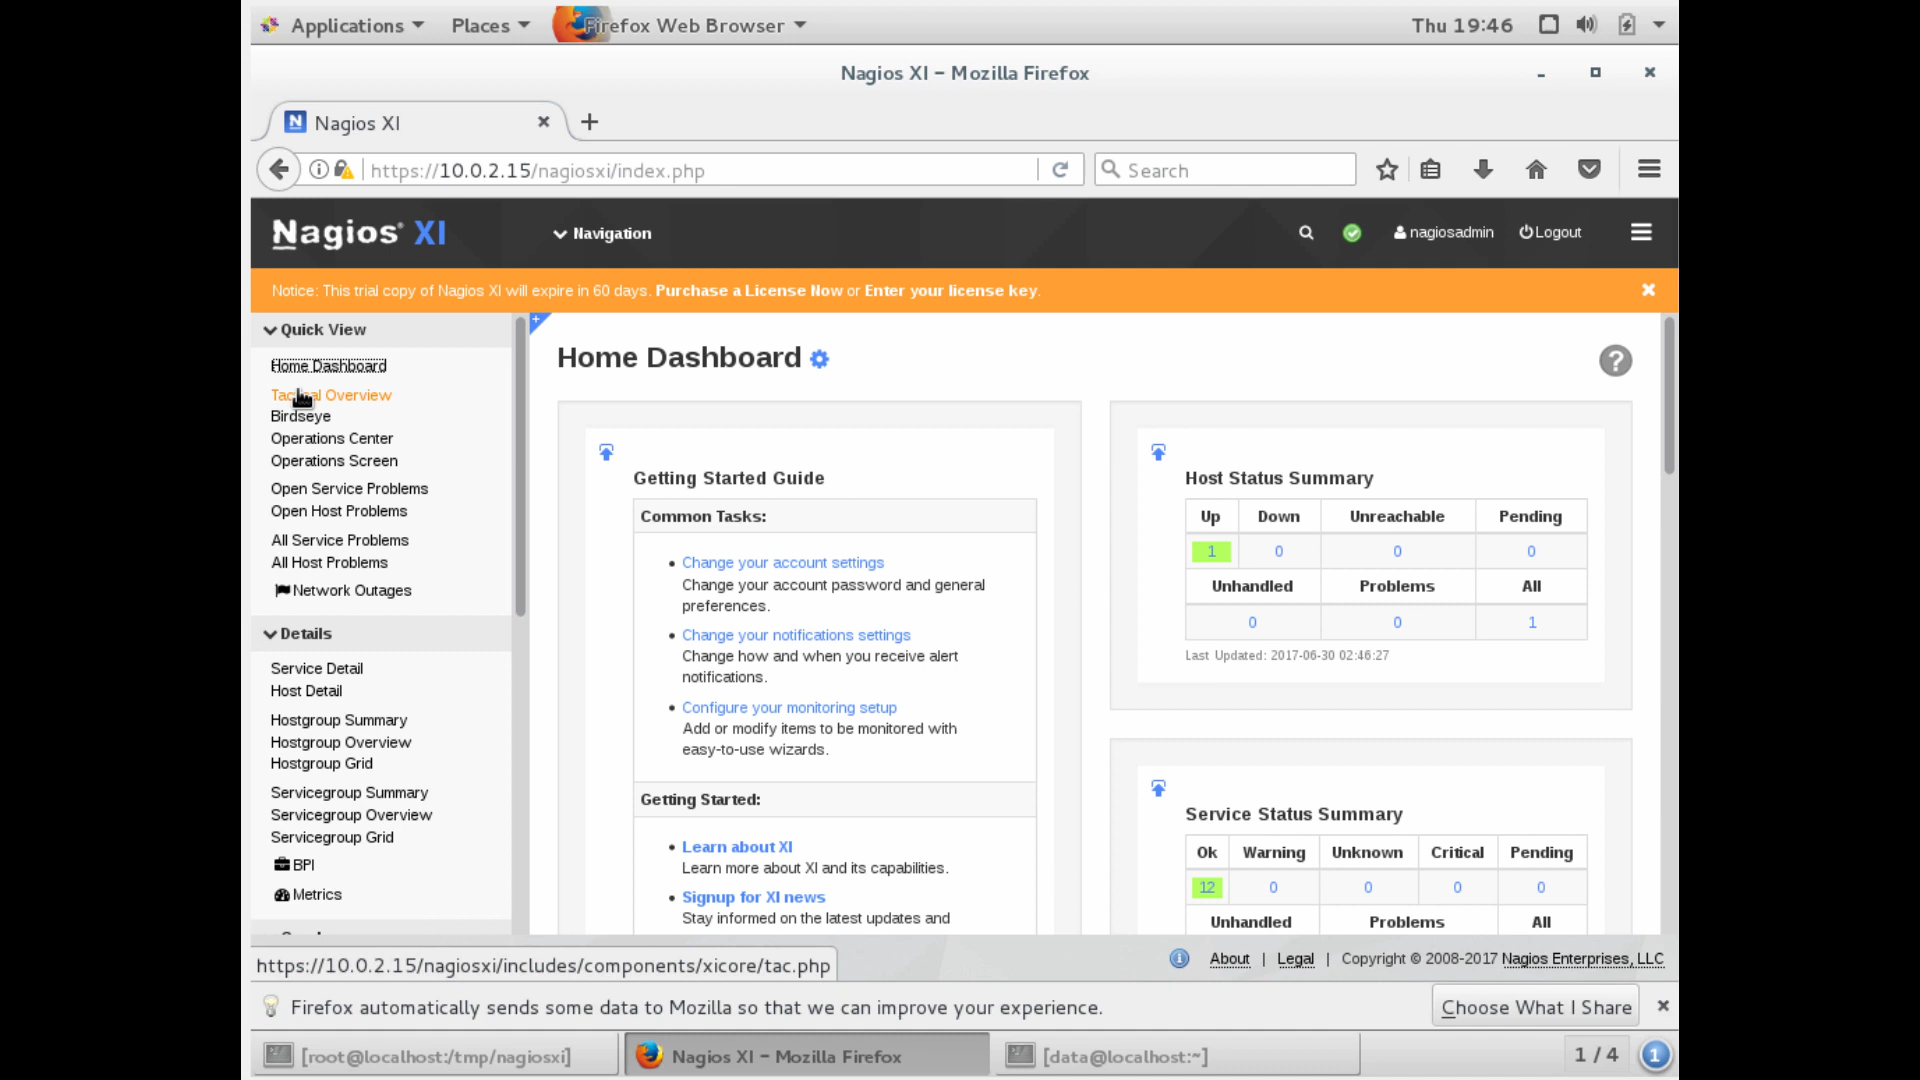 Applications Places Firefox Web Browser Thu 19:46
Nagios XI – Mozilla Firefox
Nagios XI
https://10.0.2.15/nagiosxi/index.php Search
Nagios® XI Navigation nagiosadmin Logout
Notice: This trial copy of Nagios XI will expire in 60 days. Purchase a License Now or Enter your license key.
Quick View
Home Dashboard
Tactical Overview
Birdseye
Operations Center
Operations Screen
Open Service Problems
Open Host Problems
All Service Problems
All Host Problems
Network Outages
Details
Service Detail
Host Detail
Hostgroup Summary
Hostgroup Overview
Hostgroup Grid
Servicegroup Summary
Servicegroup Overview
Servicegroup Grid
BPI
Metrics
Home Dashboard
Getting Started Guide
Common Tasks:
Change your account settings
Change your account password and general
preferences.
Change your notifications settings
Change how and when you receive alert
notifications.
Configure your monitoring setup
Add or modify items to be monitored with
easy-to-use wizards.
Getting Started:
Learn about XI
Learn more about XI and its capabilities.
Signup for XI news
Stay informed on the latest updates and
Host Status Summary
Up Down Unreachable Pending
1 0 0 0
Unhandled Problems All
0 0 1
Last Updated: 2017-06-30 02:46:27
Service Status Summary
Ok Warning Unknown Critical Pending
12 0 0 0 0
Unhandled Problems All
https://10.0.2.15/nagiosxi/includes/components/xicore/tac.php
About | Legal | Copyright © 2008-2017 Nagios Enterprises, LLC
Firefox automatically sends some data to Mozilla so that we can improve your experience. Choose What I Share
[root@localhost:/tmp/nagiosxi] Nagios XI – Mozilla Firefox [data@localhost:~] 1 / 4 1